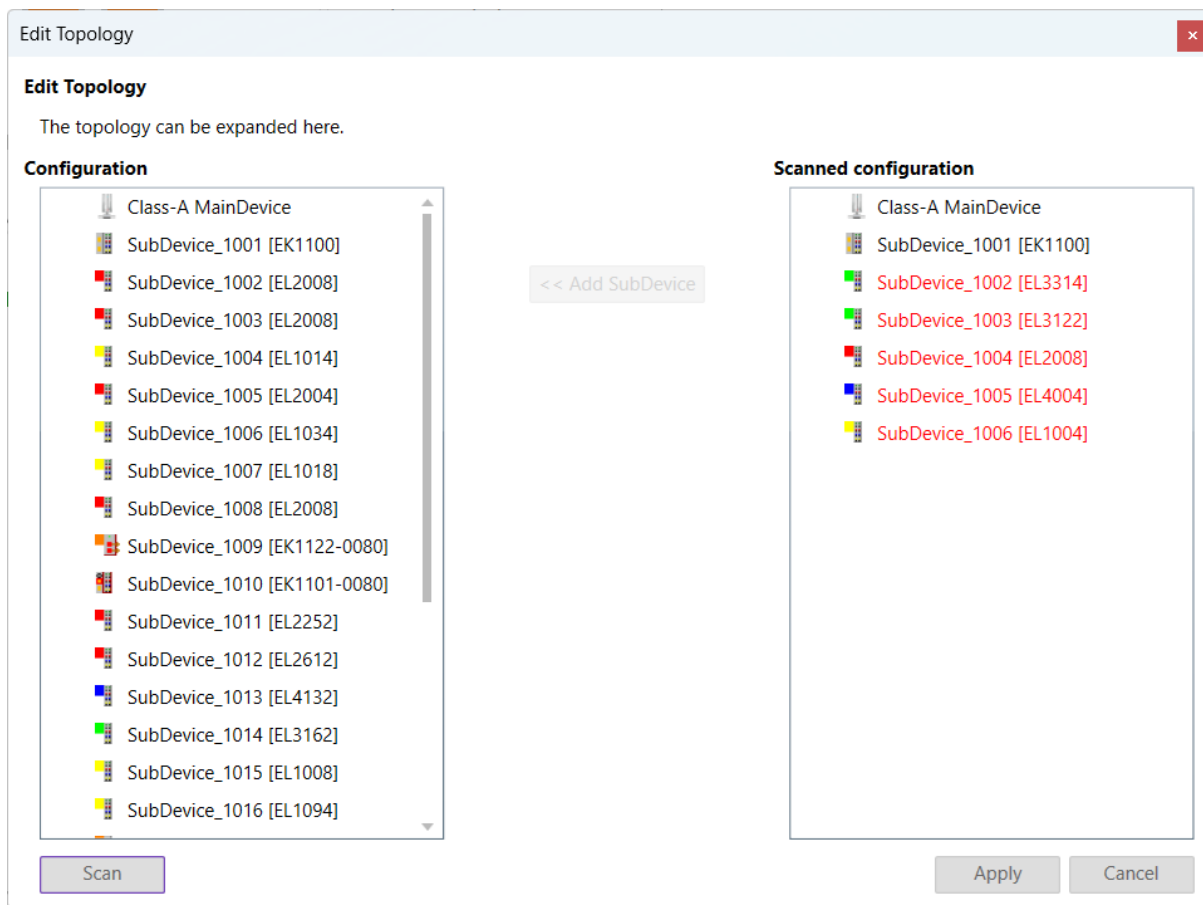 Edit Topology
×
Edit Topology
The topology can be expanded here.
Configuration
Class-A MainDevice
SubDevice_1001 [EK1100]
SubDevice_1002 [EL2008]
SubDevice_1003 [EL2008]
SubDevice_1004 [EL1014]
SubDevice_1005 [EL2004]
SubDevice_1006 [EL1034]
SubDevice_1007 [EL1018]
SubDevice_1008 [EL2008]
SubDevice_1009 [EK1122-0080]
SubDevice_1010 [EK1101-0080]
SubDevice_1011 [EL2252]
SubDevice_1012 [EL2612]
SubDevice_1013 [EL4132]
SubDevice_1014 [EL3162]
SubDevice_1015 [EL1008]
SubDevice_1016 [EL1094]
<< Add SubDevice
Scanned configuration
Class-A MainDevice
SubDevice_1001 [EK1100]
SubDevice_1002 [EL3314]
SubDevice_1003 [EL3122]
SubDevice_1004 [EL2008]
SubDevice_1005 [EL4004]
SubDevice_1006 [EL1004]
Scan
Apply
Cancel